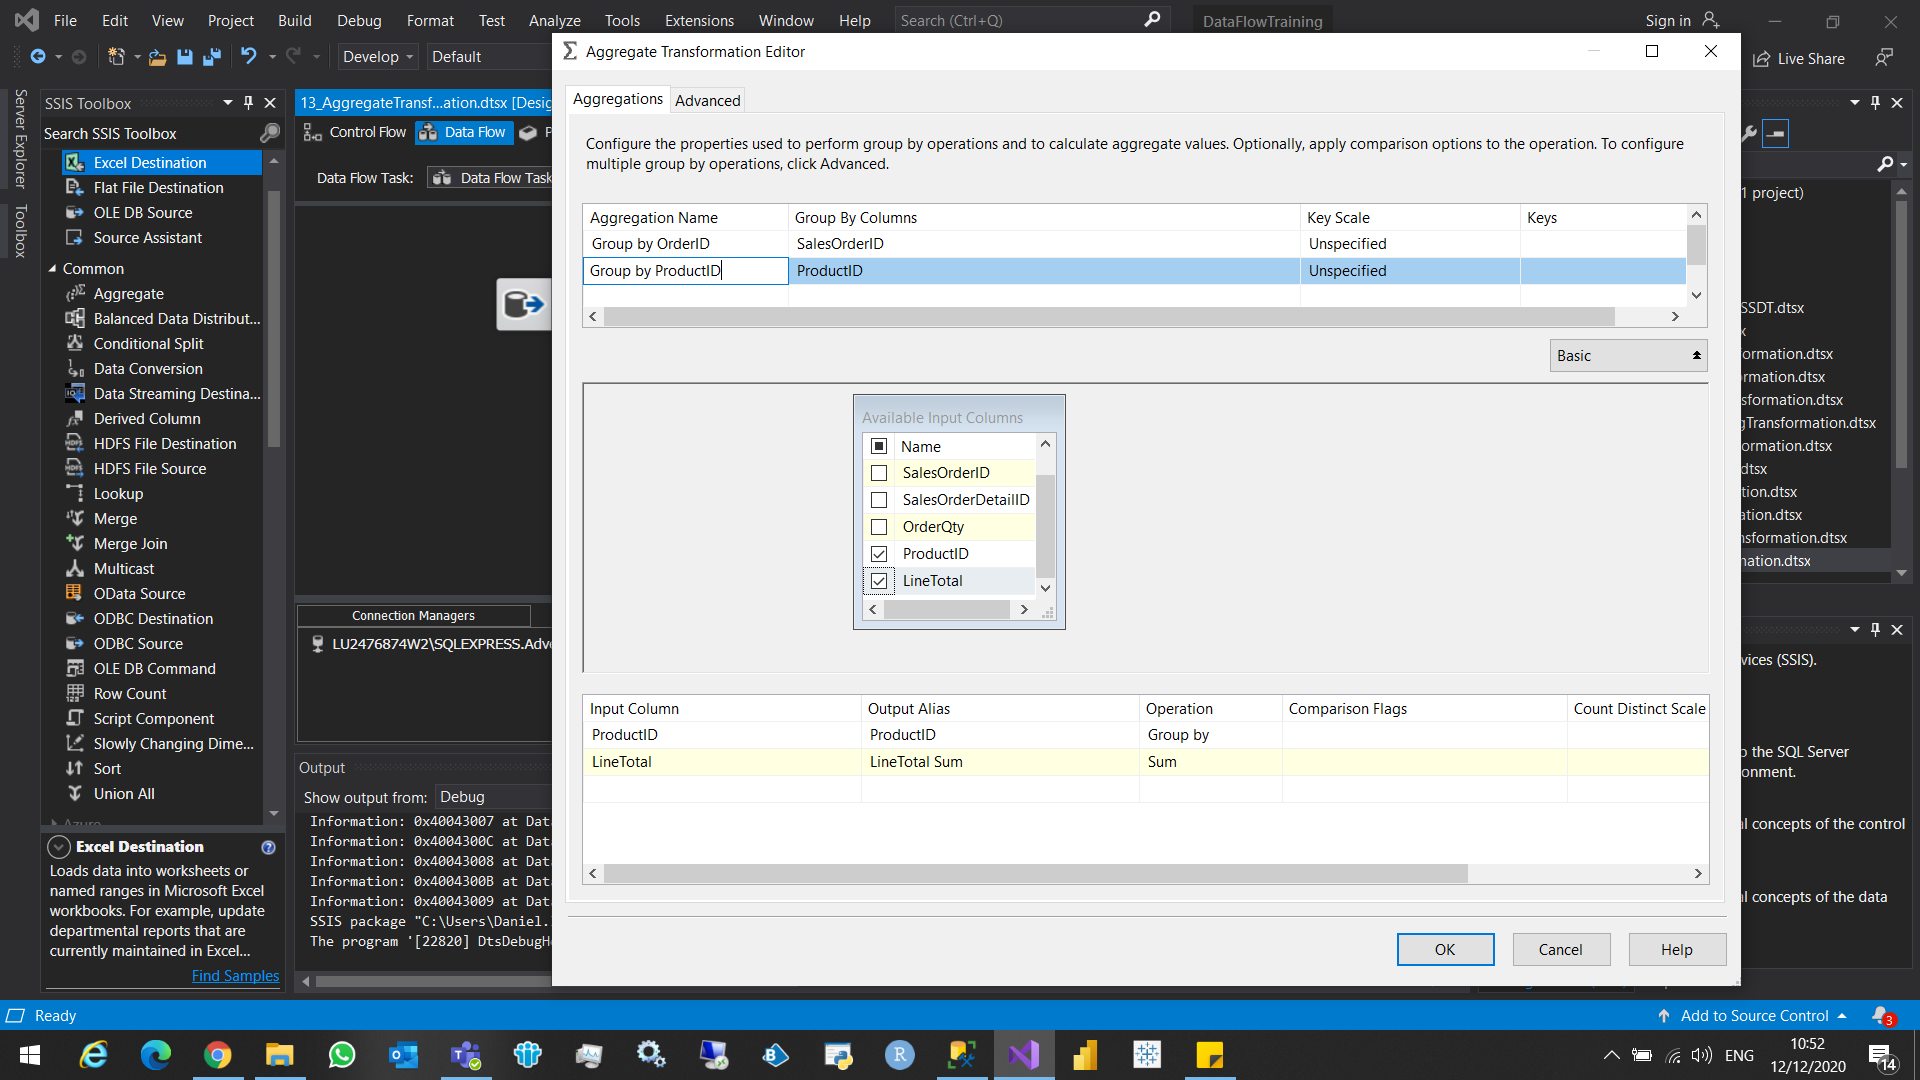 File Edit View Project Build Debug Format Test Analyze Tools Extensions Window Help Search (Ctrl+Q) DataFlowTraining Sign in
Develop Default Live Share
Server Explorer
Toolbox
SSIS Toolbox
Search SSIS Toolbox
Excel Destination
Flat File Destination
OLE DB Source
Source Assistant
Common
Aggregate
Balanced Data Distribut...
Conditional Split
Data Conversion
Data Streaming Destina...
Derived Column
HDFS File Destination
HDFS File Source
Lookup
Merge
Merge Join
Multicast
OData Source
ODBC Destination
ODBC Source
OLE DB Command
Row Count
Script Component
Slowly Changing Dime...
Sort
Union All
Azure
Excel Destination
Loads data into worksheets or
named ranges in Microsoft Excel
workbooks. For example, update
departmental reports that are
currently maintained in Excel...
Find Samples
13_AggregateTransf...ation.dtsx [Desig
Control Flow Data Flow P
Data Flow Task: Data Flow Task
Connection Managers
LU2476874W2\SQLEXPRESS.Adve
Output
Show output from: Debug
Information: 0x40043007 at Dat
Information: 0x4004300C at Dat
Information: 0x40043008 at Dat
Information: 0x4004300B at Dat
Information: 0x40043009 at Dat
SSIS package "C:\Users\Daniel.
The program '[22820] DtsDebugH
Aggregate Transformation Editor
Aggregations Advanced
Configure the properties used to perform group by operations and to calculate aggregate values. Optionally, apply comparison options to the operation. To configure
multiple group by operations, click Advanced.
Aggregation Name Group By Columns Key Scale Keys
Group by OrderID SalesOrderID Unspecified
Group by ProductID ProductID Unspecified
Basic
Available Input Columns
Name
SalesOrderID
SalesOrderDetailID
OrderQty
ProductID
LineTotal
Input Column Output Alias Operation Comparison Flags Count Distinct Scale
ProductID ProductID Group by
LineTotal LineTotal Sum Sum
OK Cancel Help
1 project)
SSDT.dtsx
x
ormation.dtsx
rmation.dtsx
sformation.dtsx
gTransformation.dtsx
formation.dtsx
dtsx
tion.dtsx
ation.dtsx
nsformation.dtsx
mation.dtsx
vices (SSIS).
o the SQL Server
onment.
l concepts of the control
l concepts of the data
Ready Add to Source Control 3
ENG
10:52
12/12/2020
14